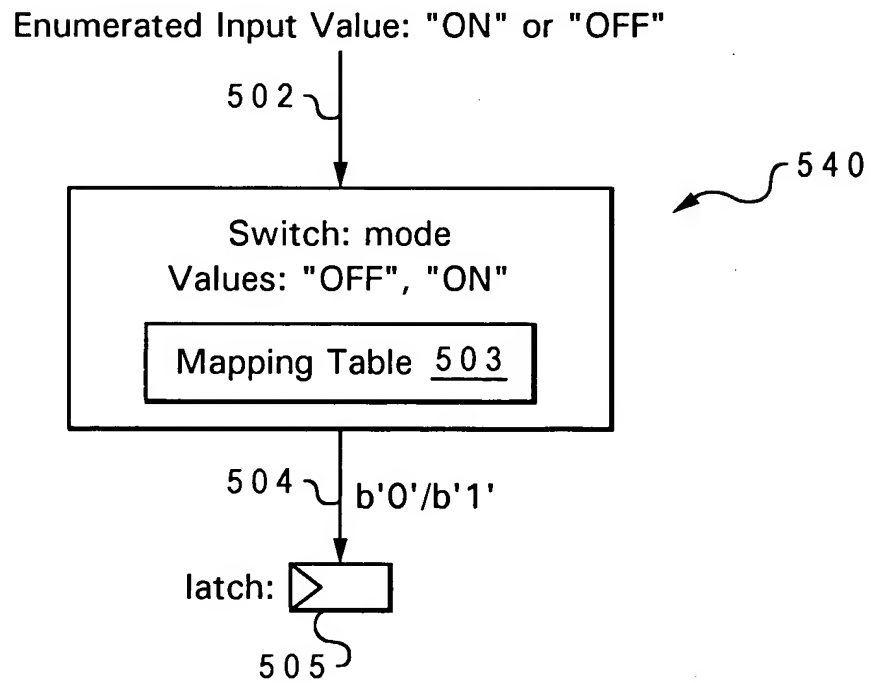 Enumerated Input Value: "ON" or "OFF"
502
540
Switch: mode
Values: "OFF", "ON"
Mapping Table 503
504
b'0'/b'1'
latch:
505